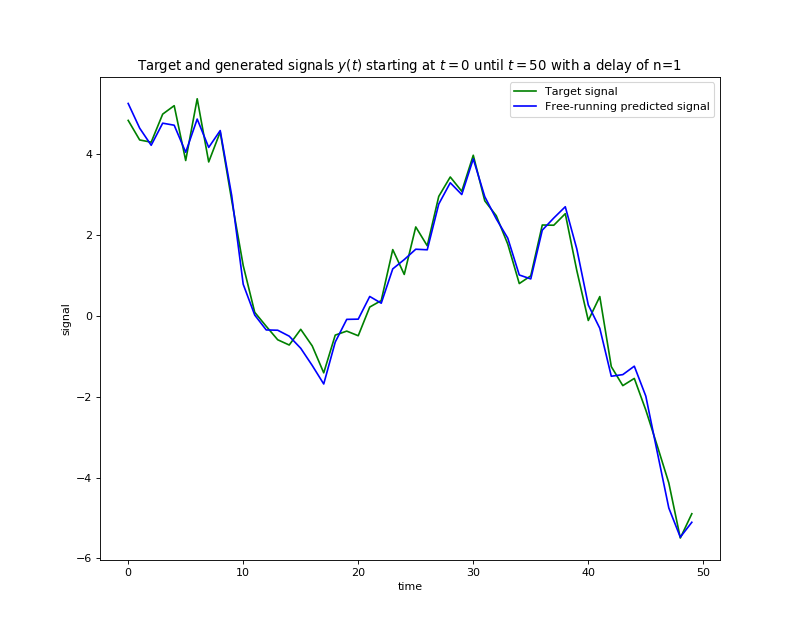 Target and generated signals y(t) starting at t = 0 until t = 50 with a delay of n=1
Target signal
Free-running predicted signal
4
2
0
−2
−4
−6
signal
0 10 20 30 40 50
time